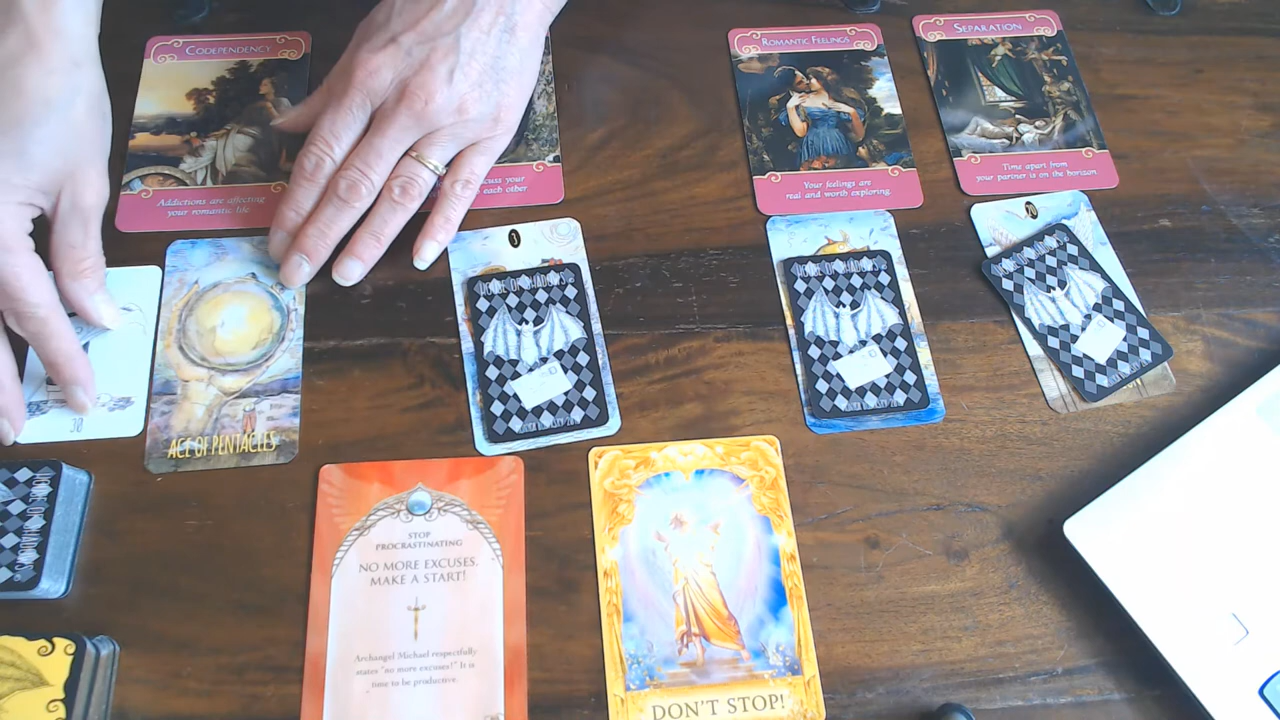 CODEPENDENCY
Addictions are affecting
your romantic life.
discuss your
each other
ROMANTIC FEELINGS
Your feelings are
real and worth exploring.
SEPARATION
Time apart from
your partner is on the horizon.
30
ACE OF PENTACLES
HOUSE OF SHADOWS
HOUSE OF SHADOWS
HOUSE OF SHADOWS
HOUSE OF SHADOWS
STOP
PROCRASTINATING
NO MORE EXCUSES,
MAKE A START!
Archangel Michael respectfully
states "no more excuses!" It is
time to be productive.
DON'T STOP!